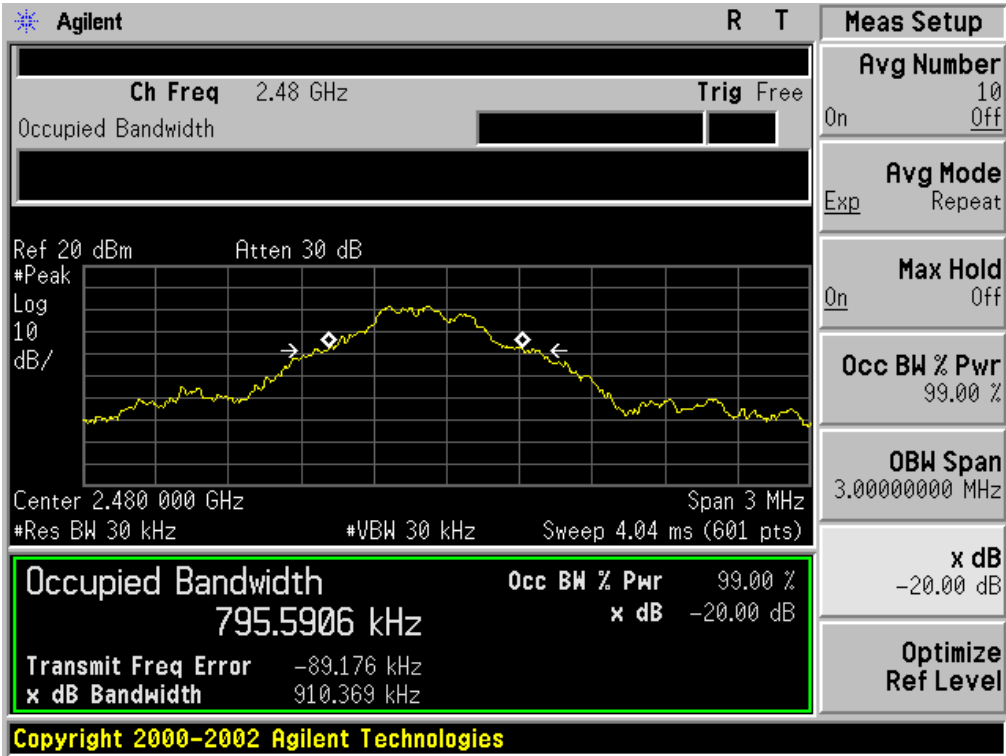 Agilent R T
Ch Freq 2.48 GHz Trig Free
Occupied Bandwidth
Ref 20 dBm Atten 30 dB
#Peak
Log
10
dB/
Center 2.480 000 GHz Span 3 MHz
#Res BW 30 kHz #VBW 30 kHz Sweep 4.04 ms (601 pts)
Occupied Bandwidth Occ BW % Pwr 99.00 %
795.5906 kHz x dB -20.00 dB
Transmit Freq Error -89.176 kHz
x dB Bandwidth 910.369 kHz
Copyright 2000-2002 Agilent Technologies
Meas Setup
Avg Number
10
On Off
Avg Mode
Exp Repeat
Max Hold
On Off
Occ BW % Pwr
99.00 %
OBW Span
3.00000000 MHz
x dB
-20.00 dB
Optimize
Ref Level